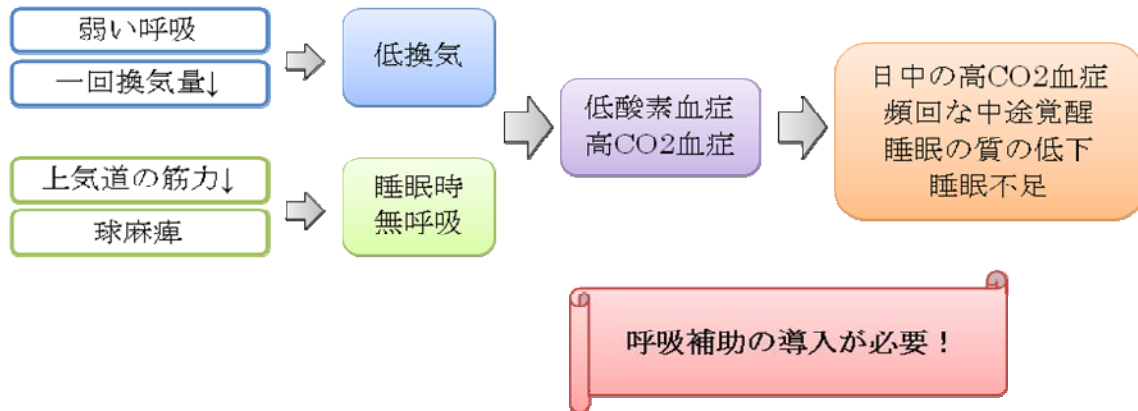 弱い呼吸
一回換気量↓
低換気
上気道の筋力↓
球麻痺
睡眠時
無呼吸
低酸素血症
高CO2血症
日中の高CO2血症
頻回な中途覚醒
睡眠の質の低下
睡眠不足
呼吸補助の導入が必要！